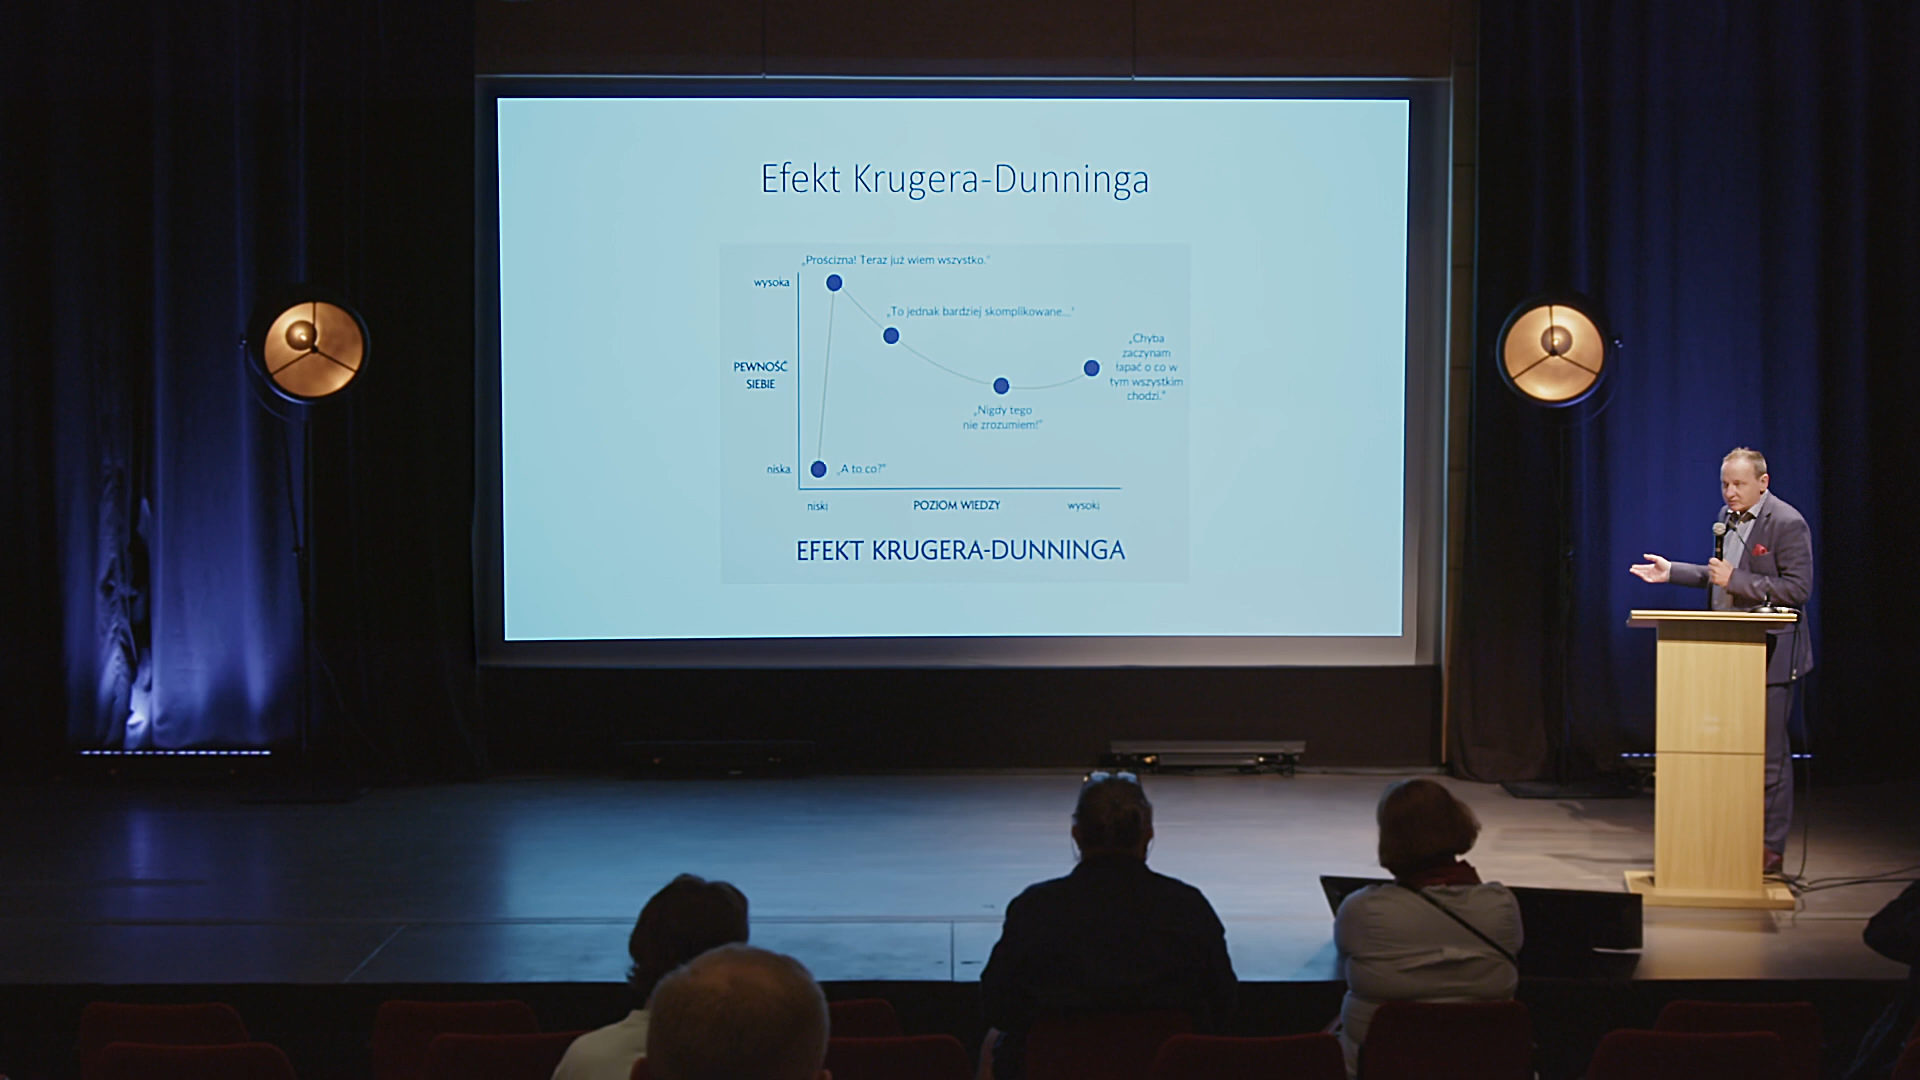 Efekt Krugera-Dunninga
„Prościzna! Teraz już wiem wszystko.”
wysoka
„To jednak bardziej skomplikowane...”
„Chyba
zaczynam
łapać o co w
tym wszystkim
chodzi.”
PEWNOŚĆ
SIEBIE
„Nigdy tego
nie zrozumiem!”
niska
„A to co?”
niski
POZIOM WIEDZY
wysoki
EFEKT KRUGERA-DUNNINGA